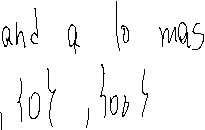 and a lo mas
, {0} , {00}